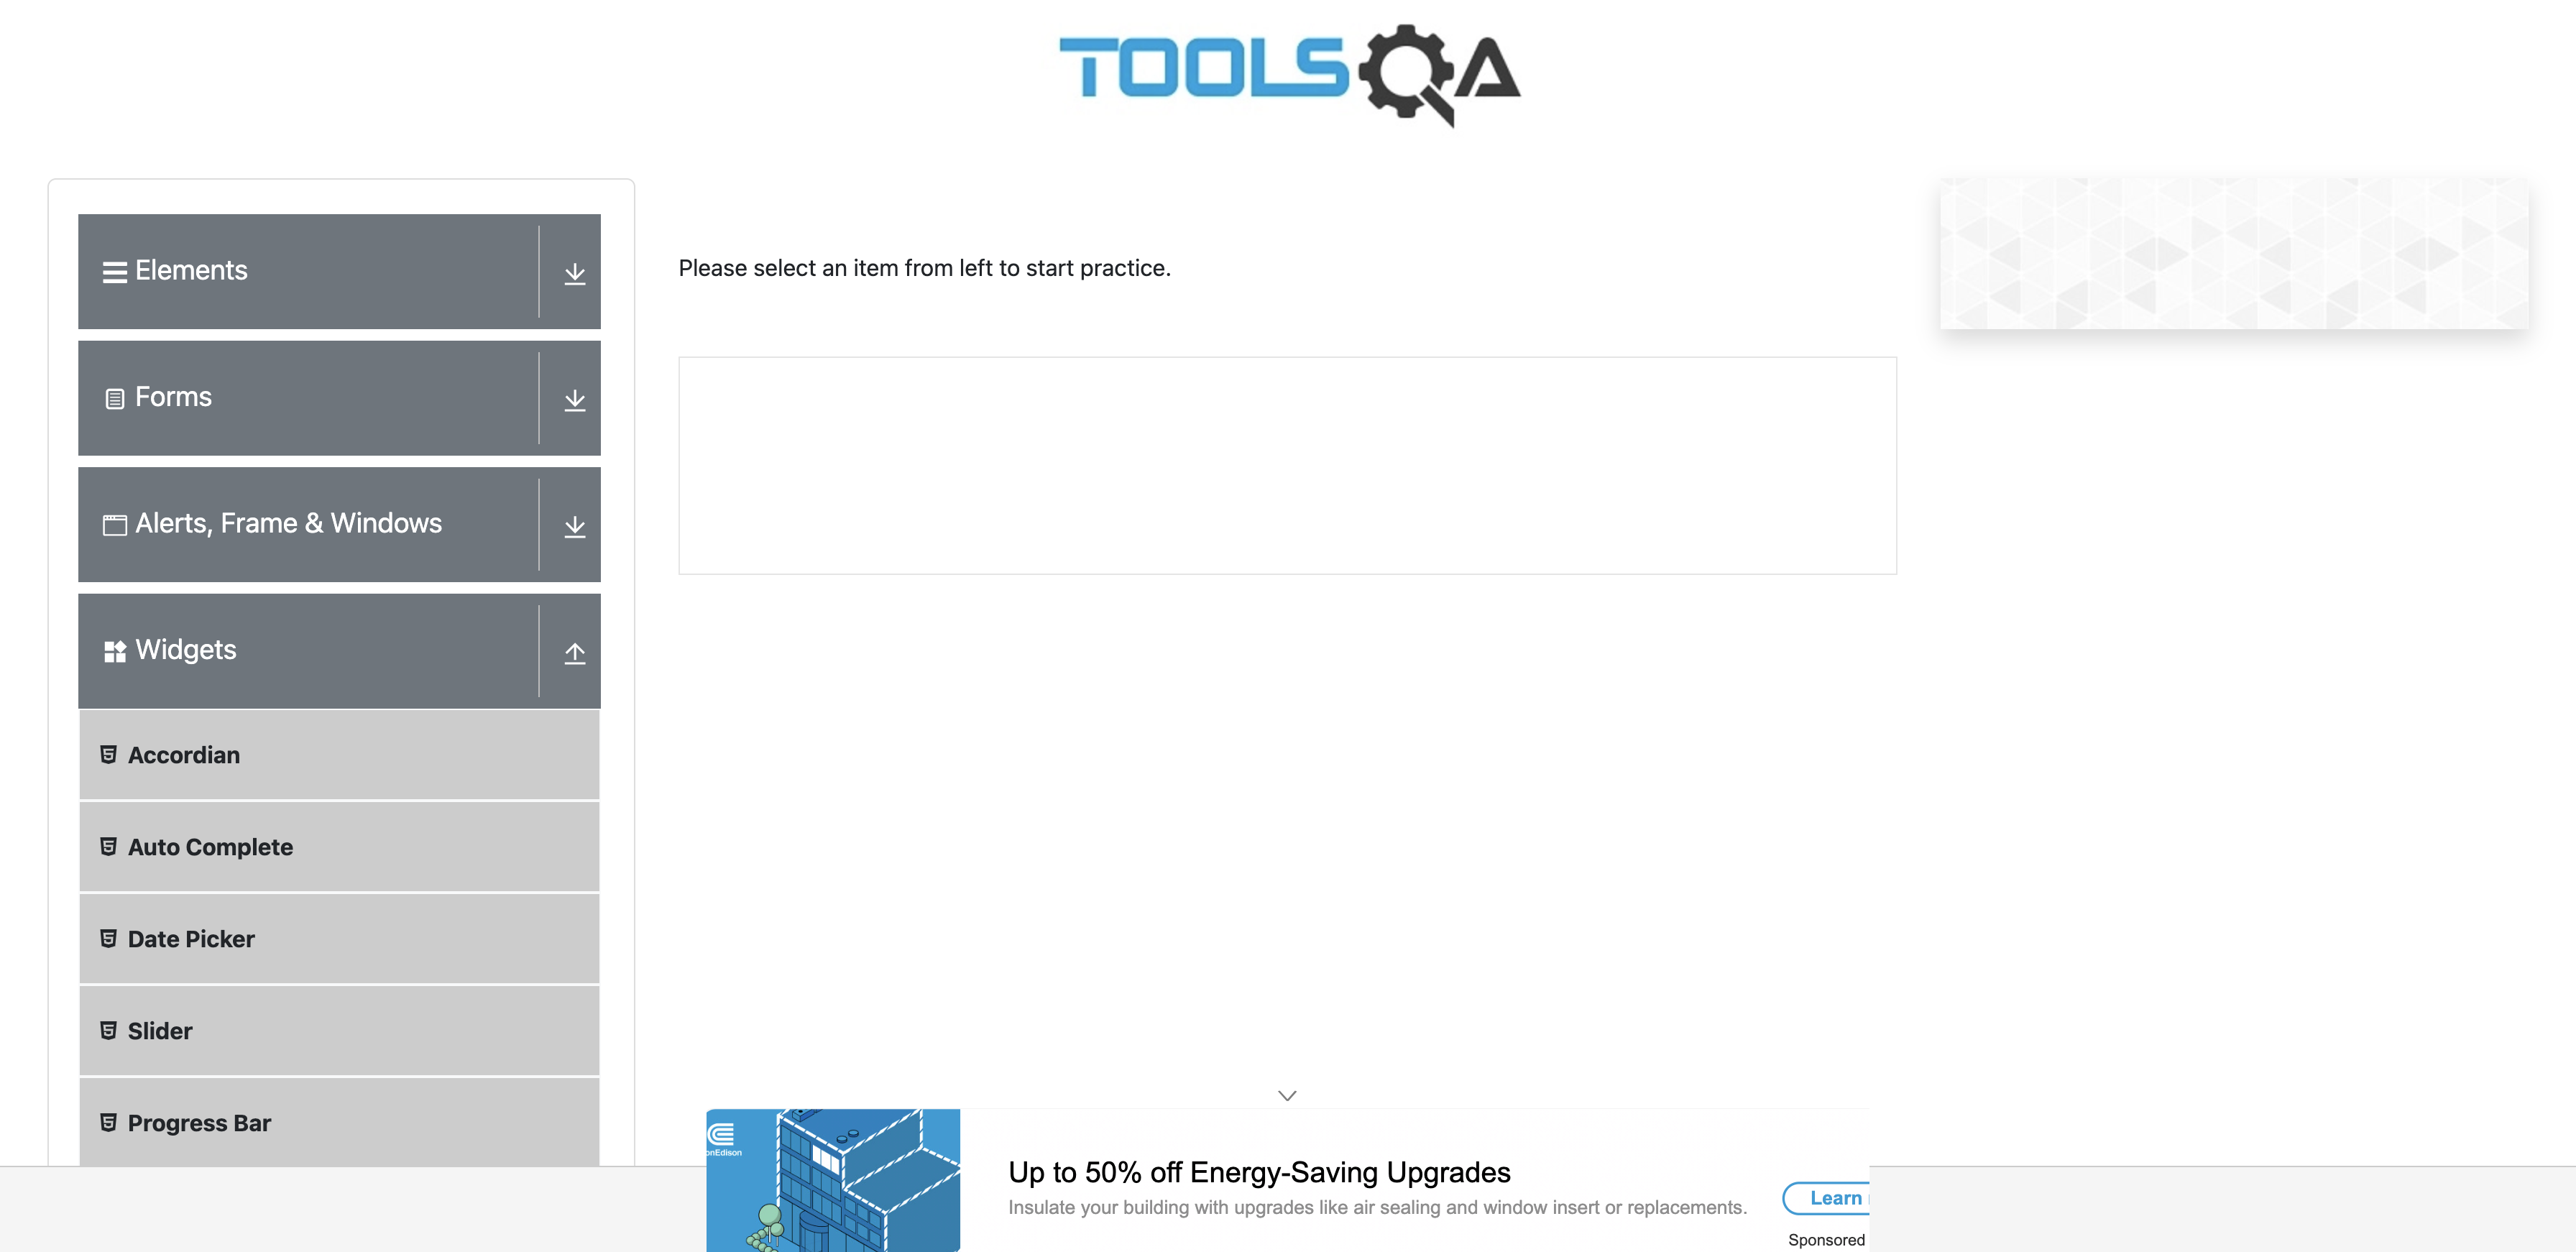 TOOLSQA
Elements
Forms
Alerts, Frame & Windows
Widgets
Accordian
Auto Complete
Date Picker
Slider
Progress Bar
Please select an item from left to start practice.
onEdison
Up to 50% off Energy-Saving Upgrades
Insulate your building with upgrades like air sealing and window insert or replacements.
Learn
Sponsored